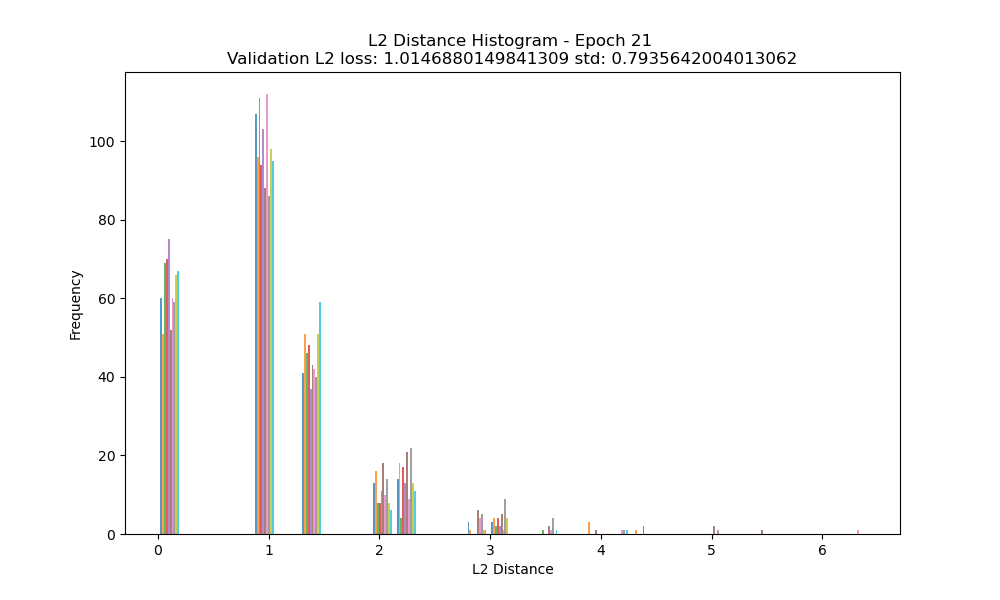 L2 Distance Histogram - Epoch 21
Validation L2 loss: 1.0146880149841309 std: 0.7935642004013062
Frequency
100
80
60
40
20
0
0 1 2 3 4 5 6
L2 Distance